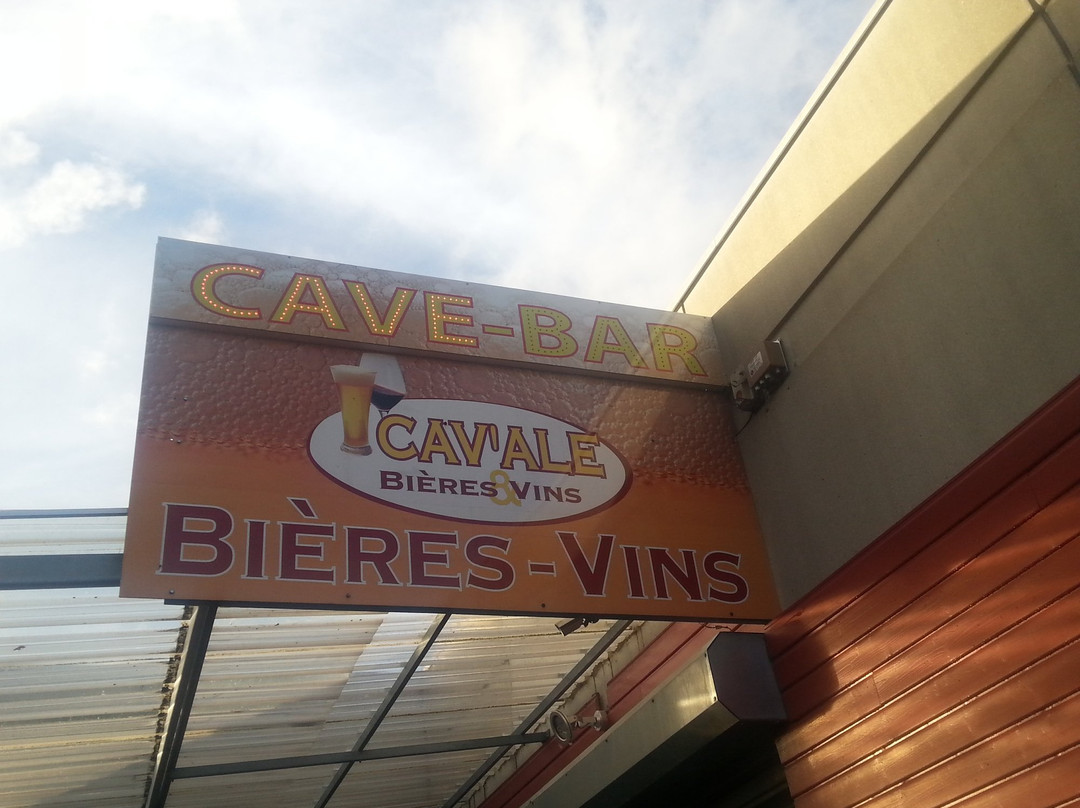 CAVE-BAR
CAV'ALE
BIÈRES & VINS
BIÈRES - VINS